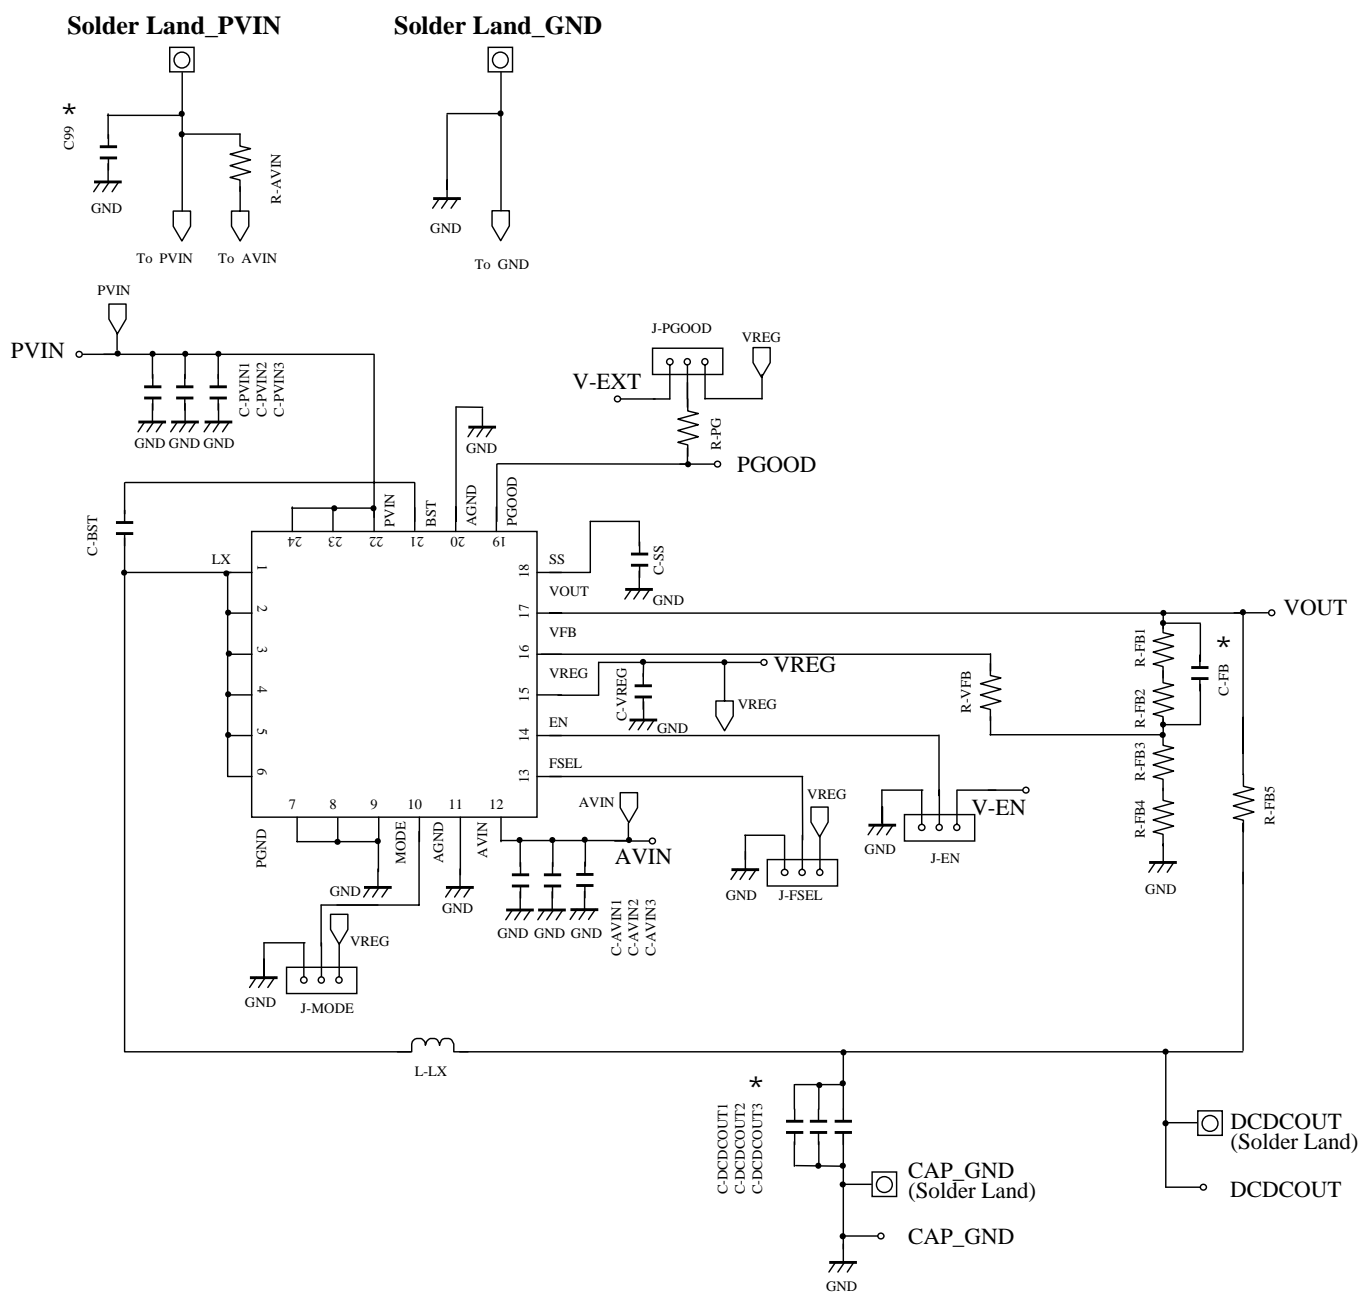 Solder Land_PVIN
Solder Land_GND
C99
*
GND
R-AVIN
To PVIN
To AVIN
GND
To GND
PVIN
PVIN
C-PVIN1
C-PVIN2
C-PVIN3
GND
GND
GND
J-PGOOD
VREG
V-EXT
R-PG
GND
PGOOD
C-BST
PVIN
BST
AGND
PGOOD
24
23
22
21
20
19
LX
1
2
3
4
5
6
18
17
16
15
14
13
SS
VOUT
VFB
VREG
EN
FSEL
C-SS
GND
VOUT
VREG
C-VREG
GND
VREG
R-VFB
R-FB1
R-FB2
C-FB
*
R-FB3
R-FB4
GND
R-FB5
7
8
9
10
11
12
PGND
MODE
AGND
AVIN
GND
GND
AVIN
AVIN
GND
GND
GND
C-AVIN1
C-AVIN2
C-AVIN3
VREG
GND
J-FSEL
V-EN
GND
J-EN
VREG
GND
J-MODE
L-LX
*
C-DCDCOUT1
C-DCDCOUT2
C-DCDCOUT3
DCDCOUT
(Solder Land)
CAP_GND
(Solder Land)
DCDCOUT
CAP_GND
GND